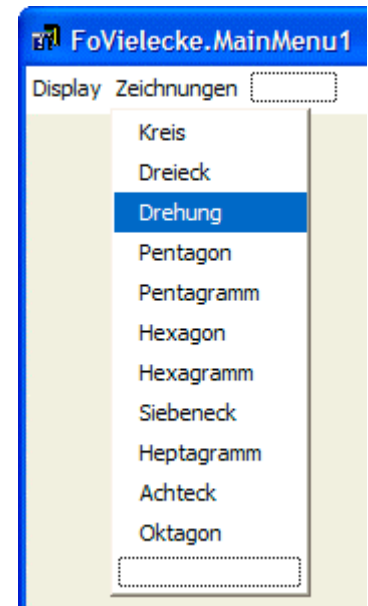 FoVielecke.MainMenu1
Display Zeichnungen
Kreis
Dreieck
Drehung
Pentagon
Pentagramm
Hexagon
Hexagramm
Siebeneck
Heptagramm
Achteck
Oktagon